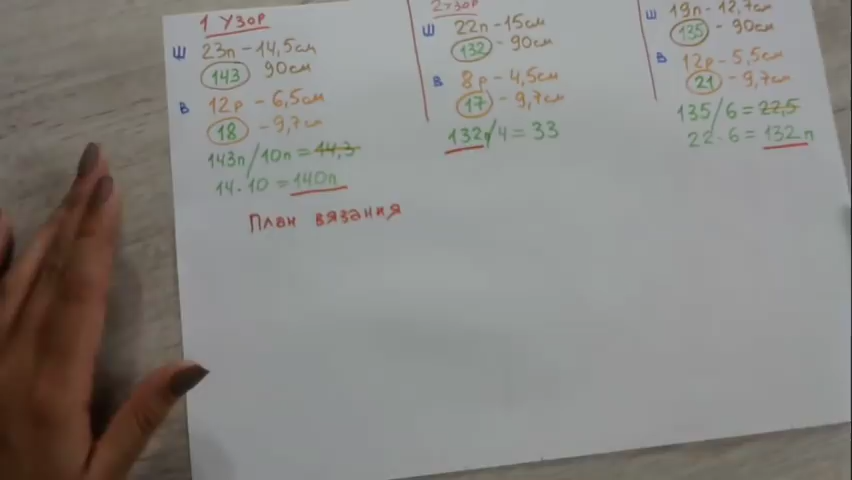 1 УЗОР
Ш 23п - 14,5см
143 90см
В 12р - 6,5см
18 - 9,7см
143п/10п = 14,3
14·10 = 140п
2 УЗОР
Ш 22п - 15см
132 - 90см
В 8р - 4,5см
17 - 9,7см
132п/4 = 33
Ш 19п - 12,7см
135 - 90см
В 12р - 5,5см
21 - 9,7см
135/6 = 22,5
22·6 = 132п
План вязания